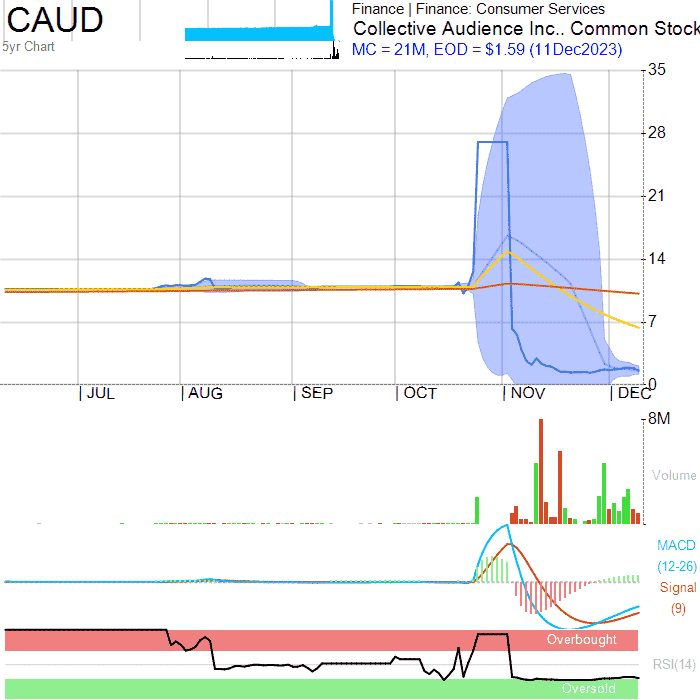 CAUD
5yr Chart
Finance | Finance: Consumer Services
Collective Audience Inc.. Common Stock
MC = 21M, EOD = $1.59 (11Dec2023)
35
28
21
14
7
0
| JUL | AUG | SEP | OCT | NOV | DEC
8M
Volume
MACD
(12-26)
Signal
(9)
Overbought
RSI(14)
Oversold